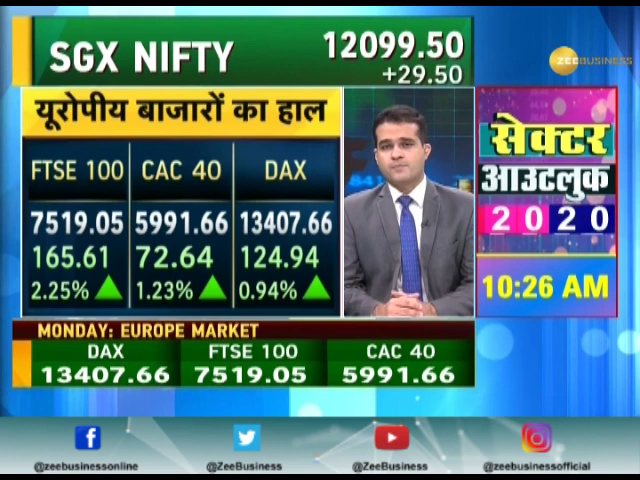 SGX NIFTY
12099.50
+29.50
ZEEBUSINESS
यूरोपीय बाजारों का हाल
FTSE 100 CAC 40 DAX
7519.05 5991.66 13407.66
165.61 72.64 124.94
2.25% 1.23% 0.94%
सेक्टर
आउटलुक
2020
10:26 AM
MONDAY: EUROPE MARKET
DAX FTSE 100 CAC 40
13407.66 7519.05 5991.66
@zeebusinessonline @ZeeBusiness @ZeeBusiness @zeebusinessofficial